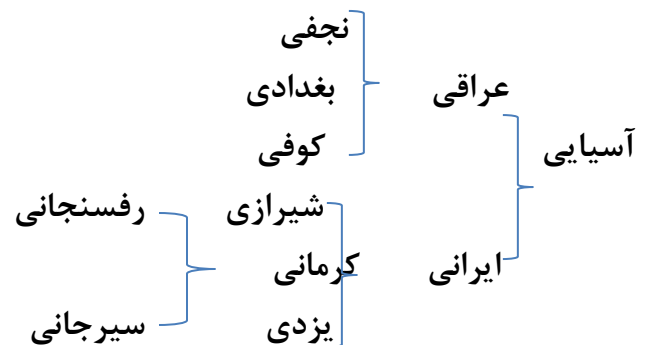 نجفی
عراقی بغدادی
آسیایی کوفی
شیرازی رفسنجانی
ایرانی کرمانی
یزدی سیرجانی